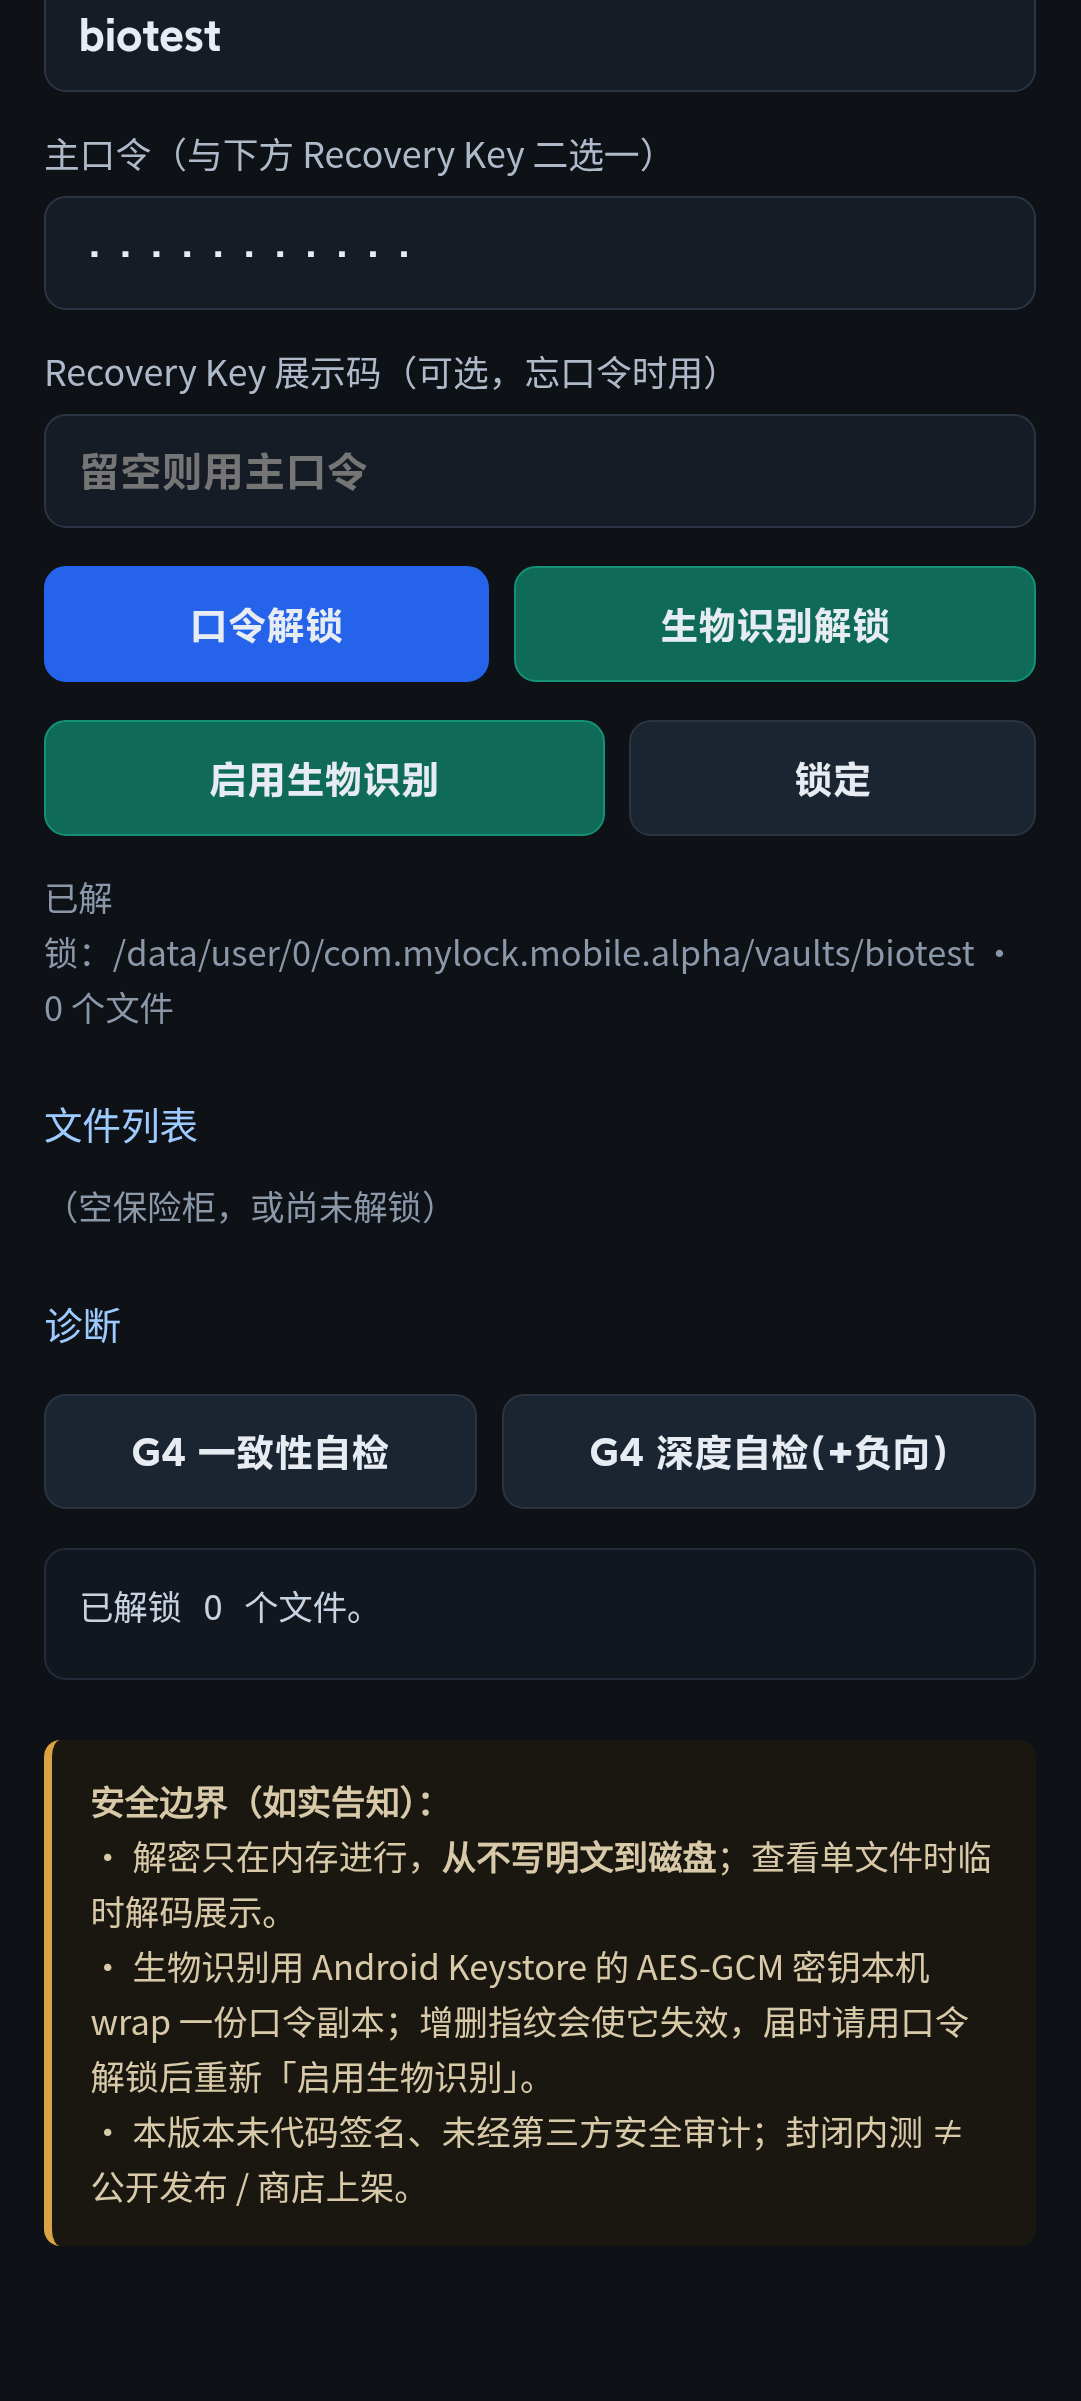 biotest
主口令（与下方 Recovery Key 二选一）
Recovery Key 展示码（可选，忘口令时用）
留空则用主口令
口令解锁
生物识别解锁
启用生物识别
锁定
已解
锁：/data/user/0/com.mylock.mobile.alpha/vaults/biotest ·
0 个文件
文件列表
（空保险柜，或尚未解锁）
诊断
G4 一致性自检
G4 深度自检(+负向)
已解锁 0 个文件。
安全边界（如实告知）：
· 解密只在内存进行，从不写明文到磁盘；查看单文件时临
时解码展示。
· 生物识别用 Android Keystore 的 AES-GCM 密钥本机
wrap 一份口令副本；增删指纹会使它失效，届时请用口令
解锁后重新「启用生物识别」。
· 本版本未代码签名、未经第三方安全审计；封闭内测 ≠
公开发布 / 商店上架。